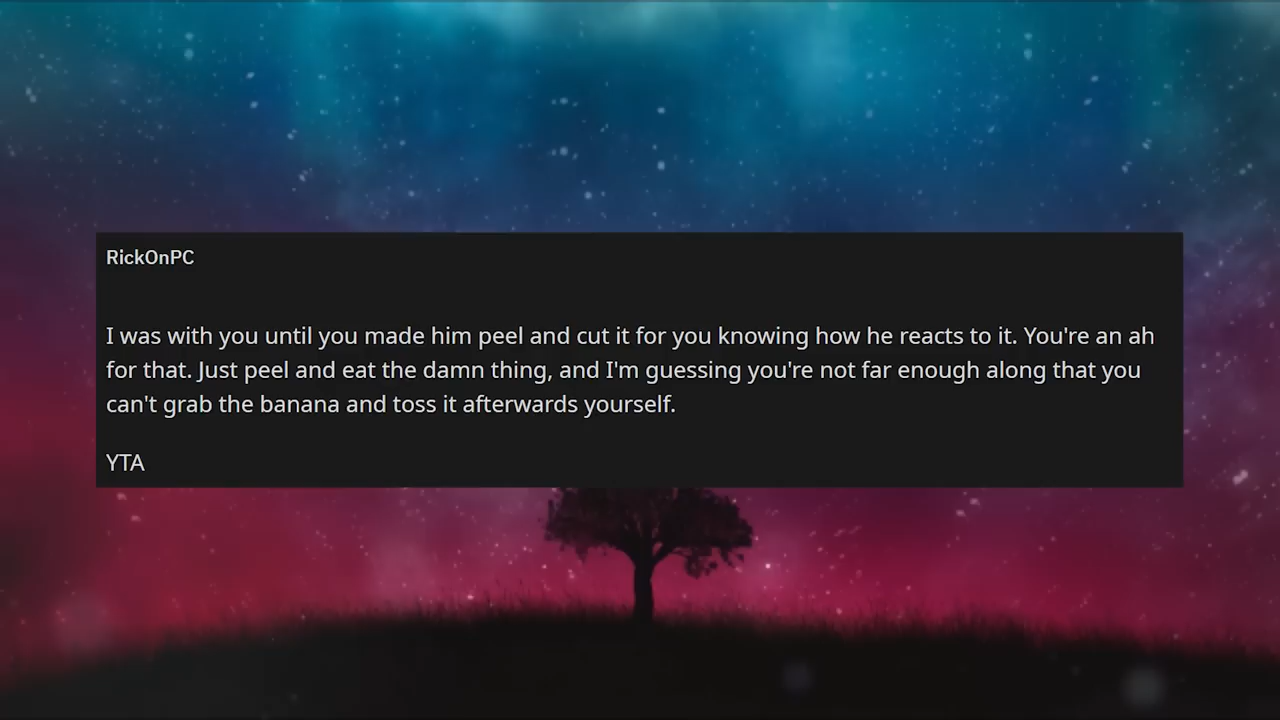 RickOnPC
I was with you until you made him peel and cut it for you knowing how he reacts to it. You're an ah
for that. Just peel and eat the damn thing, and I'm guessing you're not far enough along that you
can't grab the banana and toss it afterwards yourself.
YTA